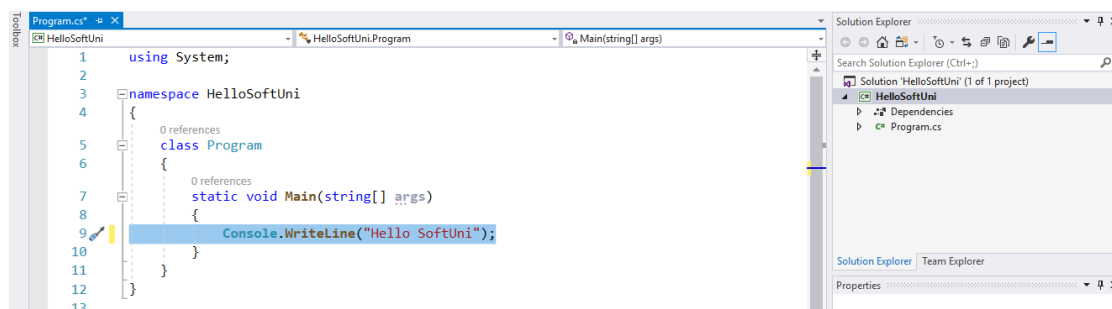 Toolbox
Program.cs*
HelloSoftUni
HelloSoftUni.Program
Main(string[] args)
1 using System;
2
3 namespace HelloSoftUni
4 {
0 references
5 class Program
6 {
0 references
7 static void Main(string[] args)
8 {
9 Console.WriteLine("Hello SoftUni");
10 }
11 }
12 }
13
Solution Explorer
Search Solution Explorer (Ctrl+;)
Solution 'HelloSoftUni' (1 of 1 project)
C# HelloSoftUni
Dependencies
C# Program.cs
Solution Explorer Team Explorer
Properties